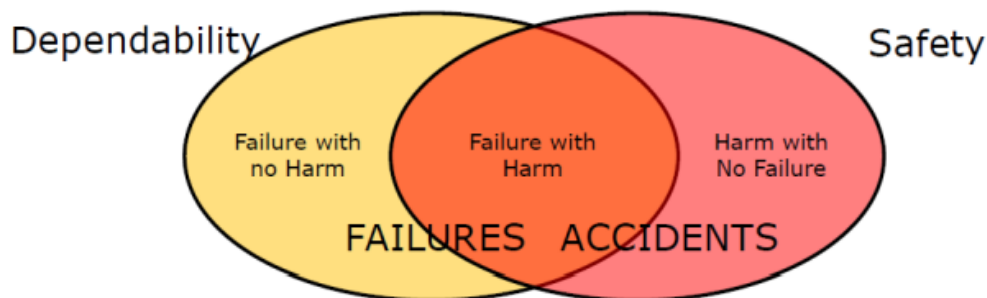 Dependability
Safety
Failure with
no Harm
Failure with
Harm
Harm with
No Failure
FAILURES
ACCIDENTS